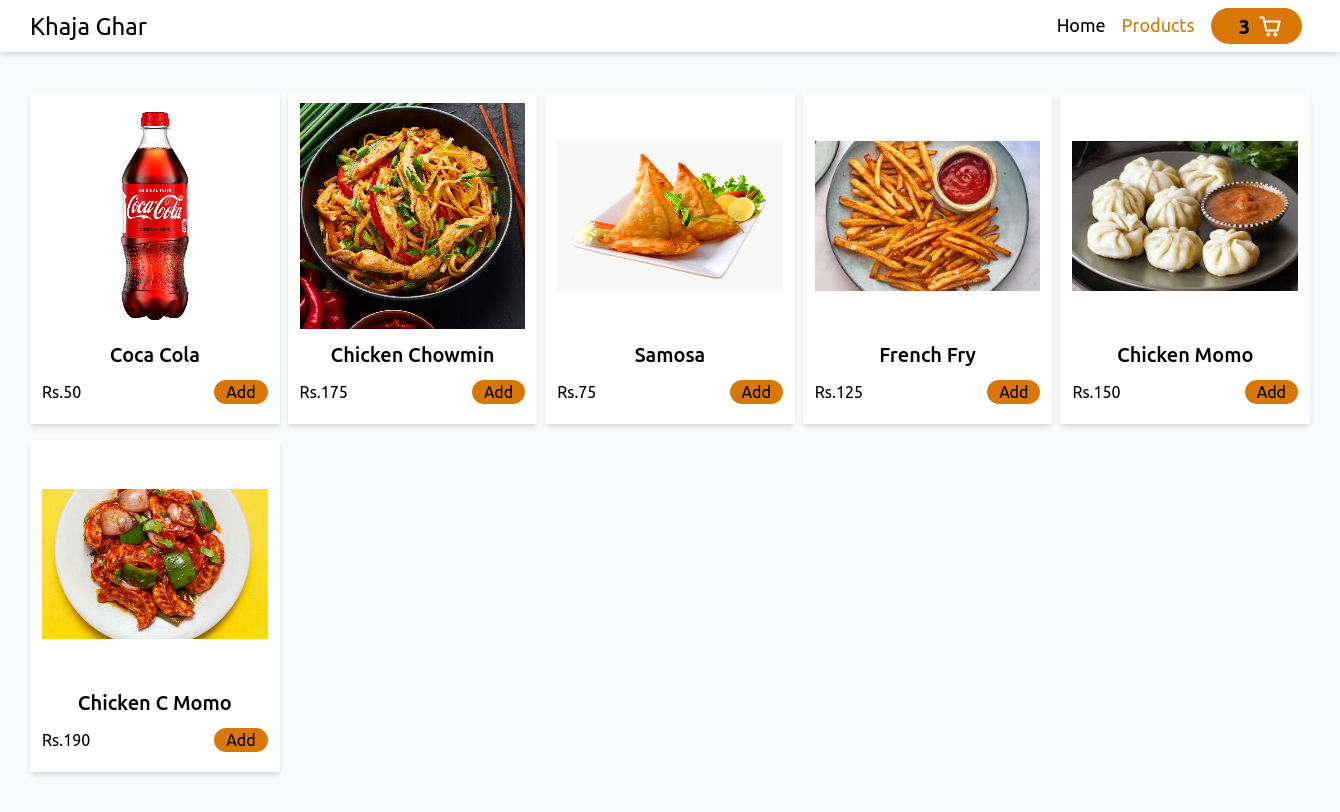 Khaja Ghar
Home Products 3
Coca-Cola
Coca Cola
Rs.50 Add
Chicken Chowmin
Rs.175 Add
Samosa
Rs.75 Add
French Fry
Rs.125 Add
Chicken Momo
Rs.150 Add
Chicken C Momo
Rs.190 Add